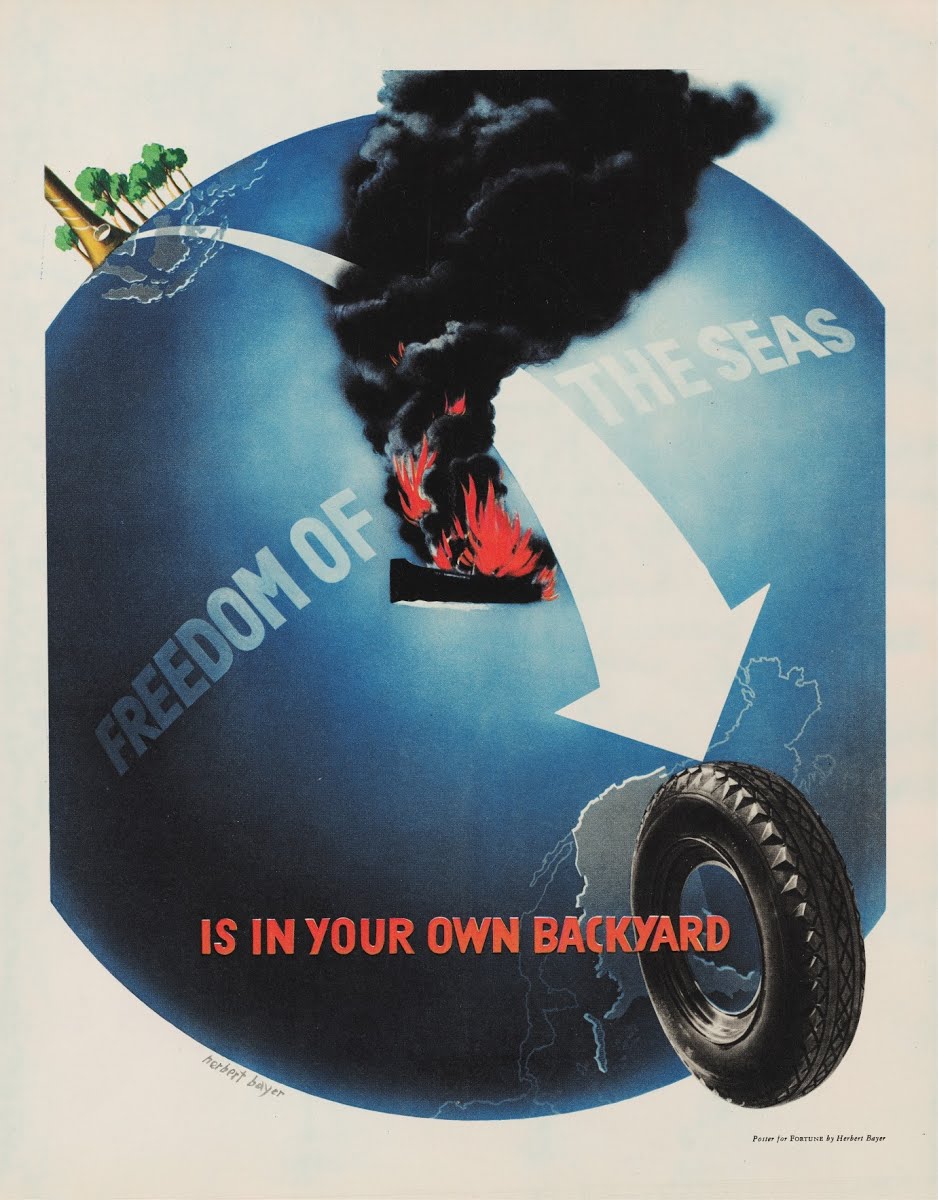 FREEDOM OF
THE SEAS
IS IN YOUR OWN BACKYARD
herbert bayer
Poster for FORTUNE by Herbert Bayer